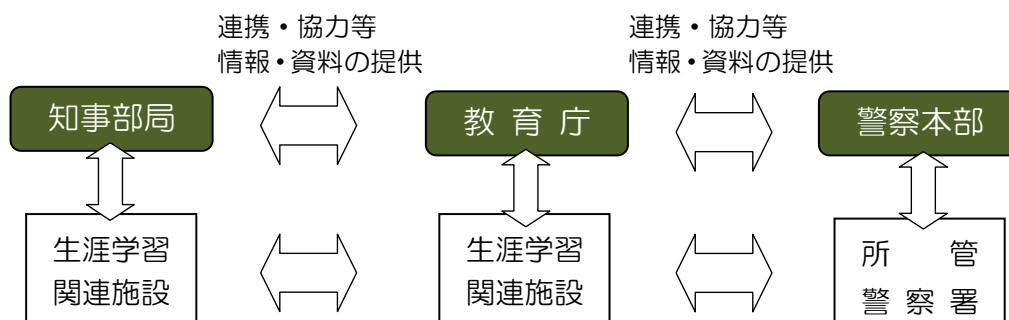 連携・協力等
情報・資料の提供
連携・協力等
情報・資料の提供
知事部局
教育庁
警察本部
生涯学習
関連施設
生涯学習
関連施設
所管
警察署